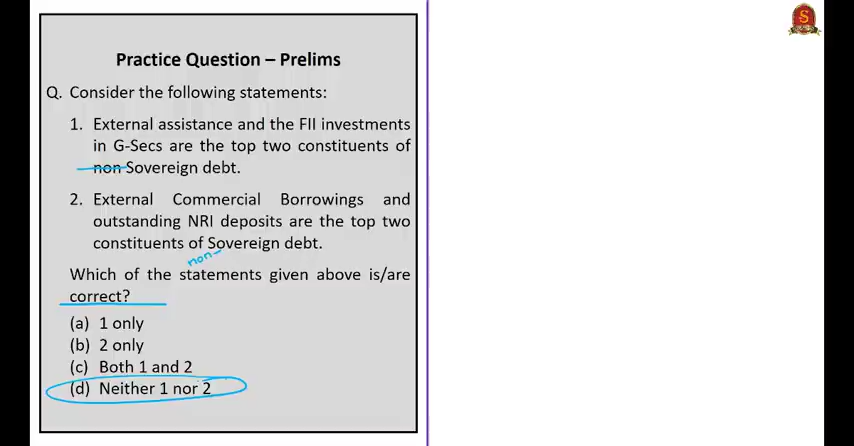 Practice Question – Prelims
Q. Consider the following statements:
1. External assistance and the FII investments
in G-Secs are the top two constituents of
non-Sovereign debt.
2. External Commercial Borrowings and
outstanding NRI deposits are the top two
constituents of Sovereign debt.
non-
Which of the statements given above is/are
correct?
(a) 1 only
(b) 2 only
(c) Both 1 and 2
(d) Neither 1 nor 2
S